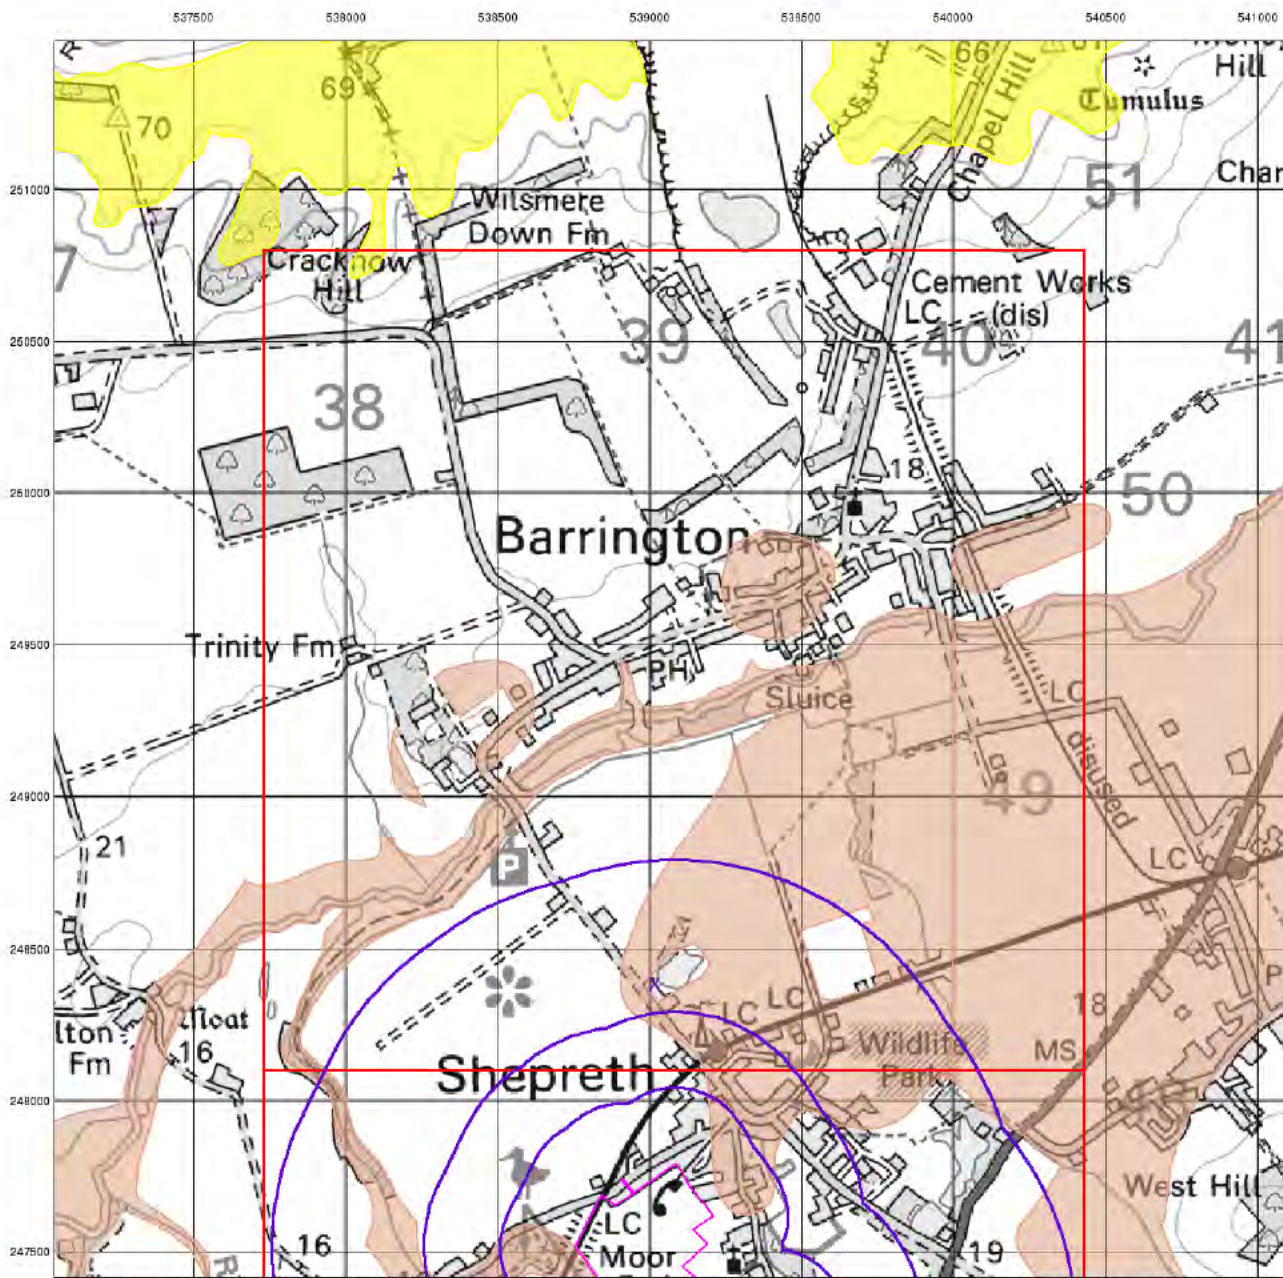 537500 538000 538500 539000 539500 540000 540500 541000
R
69
66
Hill
Tumulus
70
Chapel Hill
251000
51
Wilsmere
Down Fm
Cracknow
Hill
Cement Works
LC (dis)
250500
39
40
41
38
18
250000
50
Barrington
249500
Trinity Fm
PH
Sluice
LC
disused
249000
49
21
P
LC
248500
Moat
LC LC
18
lton
Fm
16
Wildlife
Park
MS
Shepreth
248000
West Hill
LC
Moor
16
19
247500
R